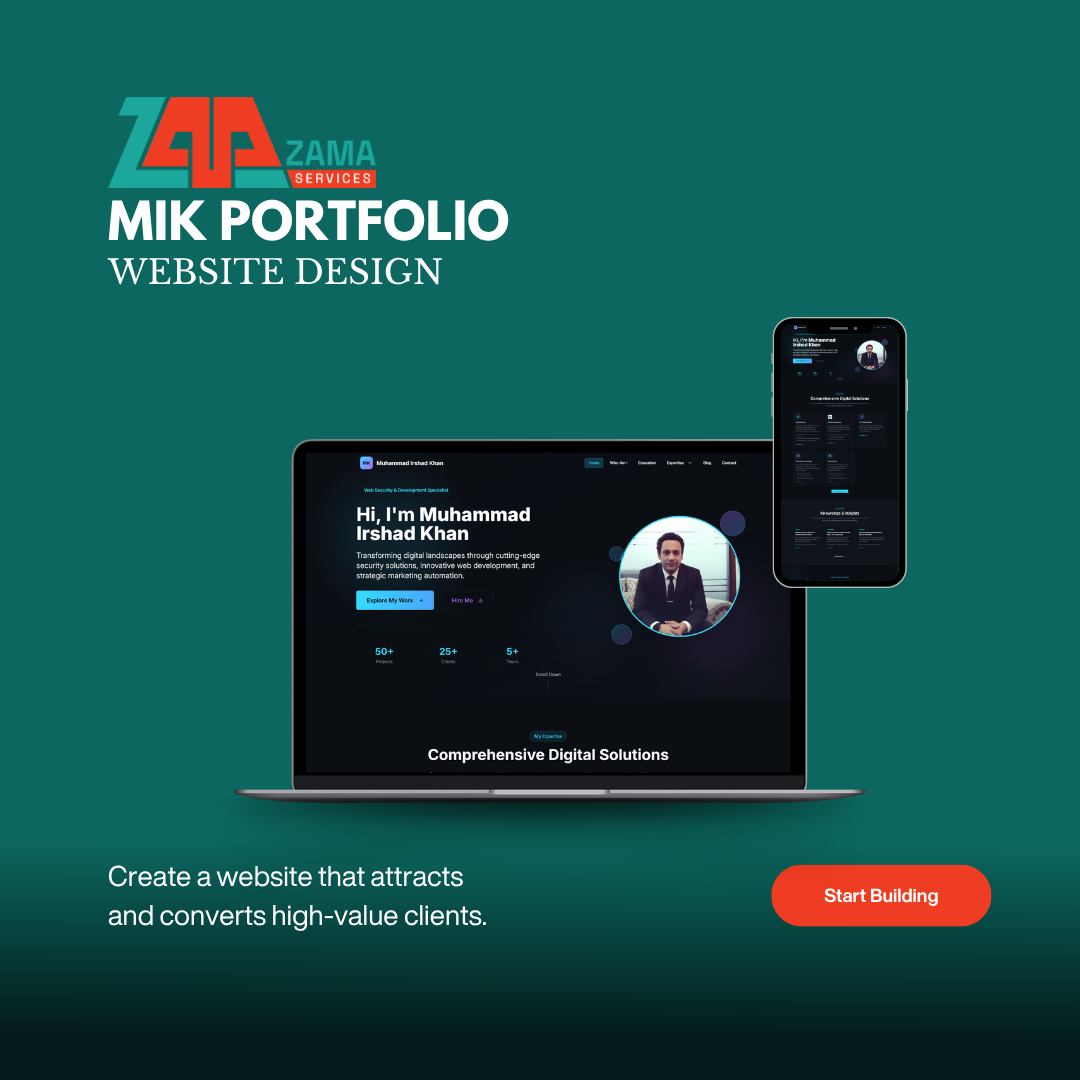 ZAMA
SERVICES
MIK PORTFOLIO
WEBSITE DESIGN
MIK Muhammad Irshad Khan
Home Who Am I Education Expertise Blog Contact
Web Security & Development Specialist
Hi, I'm Muhammad
Irshad Khan
Transforming digital landscapes through cutting-edge
security solutions, innovative web development, and
strategic marketing automation.
Explore My Work → Hire Me
50+ 25+ 5+
Projects Clients Years
Scroll Down
My Expertise
Comprehensive Digital Solutions
Hi, I'm Muhammad
Irshad Khan
Comprehensive Digital Solutions
Knowledge & Insights
Create a website that attracts
and converts high-value clients.
Start Building